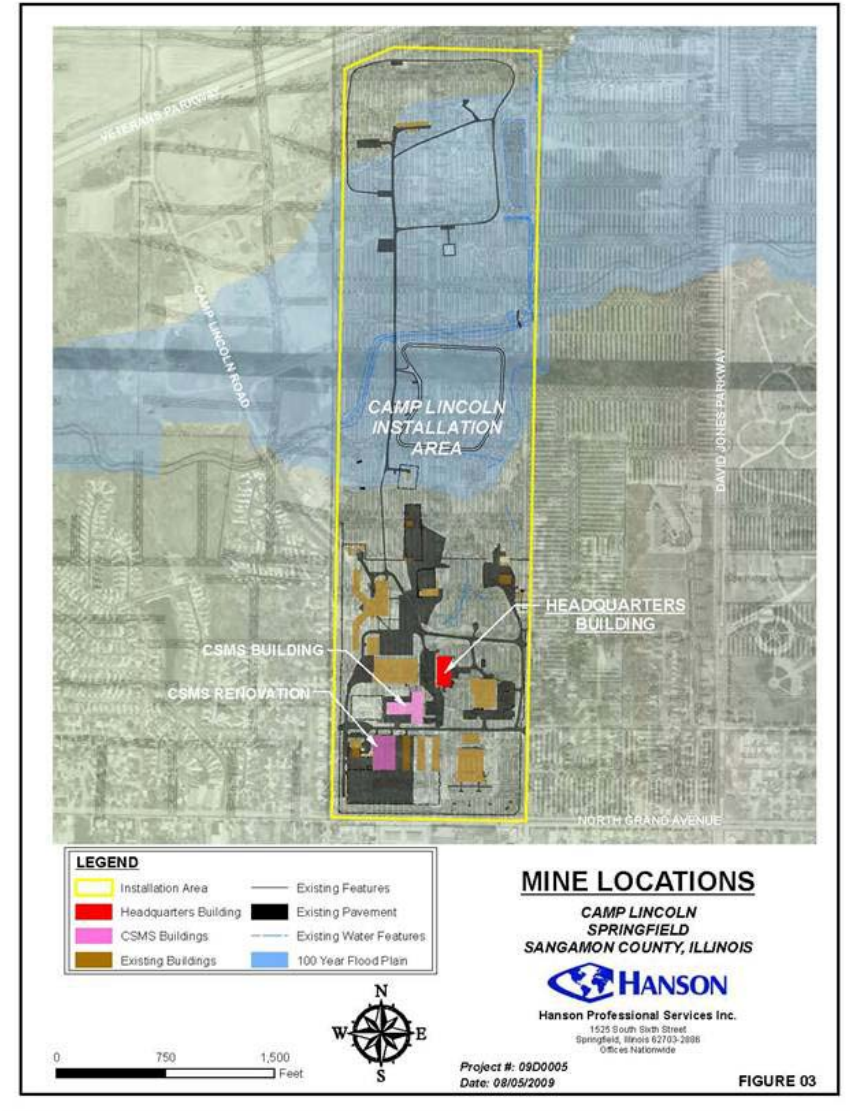 VETERANS PARKWAY
CAMP LINCOLN ROAD
DAVID JONES PARKWAY
CAMP LINCOLN
INSTALLATION
AREA
HEADQUARTERS
BUILDING
CSMS BUILDING
CSMS RENOVATION
NORTH GRAND AVENUE
LEGEND
Installation Area
Headquarters Building
CSMS Buildings
Existing Buildings
Existing Features
Existing Pavement
Existing Water Features
100 Year Flood Plain
MINE LOCATIONS
CAMP LINCOLN
SPRINGFIELD
SANGAMON COUNTY, ILLINOIS
HANSON
Hanson Professional Services Inc.
1525 South Sixth Street
Springfield, Illinois 62703-2886
Offices Nationwide
N
W
E
S
0 750 1,500
Feet
Project #: 09D0005
Date: 08/05/2009
FIGURE 03